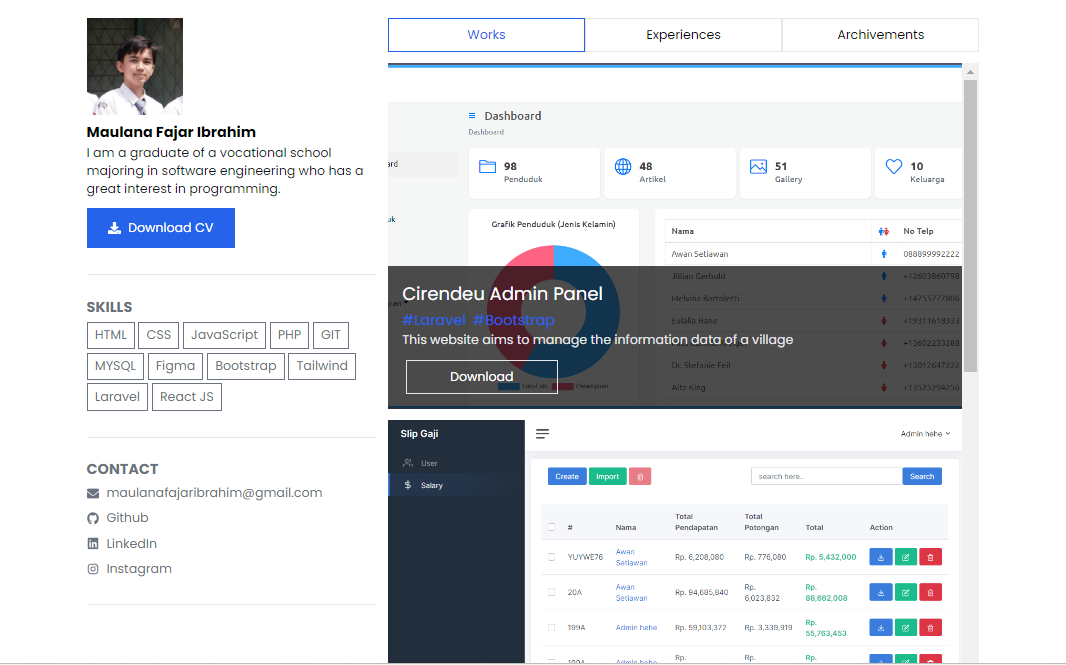 Works
Experiences
Archivements
Maulana Fajar Ibrahim
I am a graduate of a vocational school
majoring in software engineering who has a
great interest in programming.
Download CV
SKILLS
HTML CSS JavaScript PHP GIT
MYSQL Figma Bootstrap Tailwind
Laravel React JS
CONTACT
maulanafajaribrahim@gmail.com
Github
LinkedIn
Instagram
Dashboard
Dashboard
98
Penduduk
48
Artikel
51
Gallery
10
Keluarga
Grafik Penduduk (Jenis Kelamin)
Nama No Telp
Awan Setiawan 088899992222
Jillian Gerhold +12603860798
Melvina Bartoletti +14755777806
Eulalia Hane +19311618333
+13602233288
Dr. Stefanie Feil +13012647222
Alta King +13525294256
Cirendeu Admin Panel
#Laravel #Bootstrap
This website aims to manage the information data of a village
Download
Laki-Laki Perempuan
Slip Gaji
Admin hehe
User
Salary
Create Import
search here..
Search
# Name Total Pendapatan Total Potongan Total Action
YUYWE76 Awan Setiawan Rp. 6,208,080 Rp. 776,080 Rp. 5,432,000
20A Awan Setiawan Rp. 94,685,840 Rp. 6,023,832 Rp. 88,662,008
199A Admin hehe Rp. 59,103,372 Rp. 3,339,919 Rp. 55,763,453
199A Admin hehe Rp. Rp. Rp.